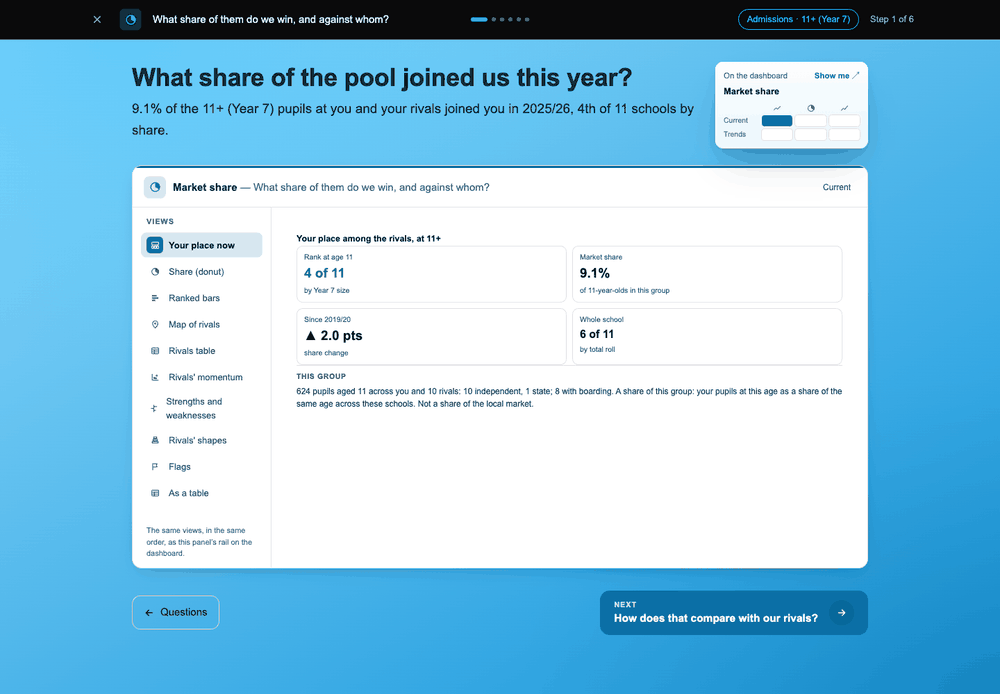 What share of them do we win, and against whom?
Admissions · 11+ (Year 7)
Step 1 of 6
What share of the pool joined us this year?
9.1% of the 11+ (Year 7) pupils at you and your rivals joined you in 2025/26, 4th of 11 schools by
share.
On the dashboard
Show me
Market share
Current
Trends
Market share — What share of them do we win, and against whom?
Current
VIEWS
Your place now
Share (donut)
Ranked bars
Map of rivals
Rivals table
Rivals' momentum
Strengths and
weaknesses
Rivals' shapes
Flags
As a table
The same views, in the same
order, as this panel's rail on the
dashboard.
Your place among the rivals, at 11+
Rank at age 11
4 of 11
by Year 7 size
Market share
9.1%
of 11-year-olds in this group
Since 2019/20
▲ 2.0 pts
share change
Whole school
6 of 11
by total roll
THIS GROUP
624 pupils aged 11 across you and 10 rivals: 10 independent, 1 state; 8 with boarding. A share of this group: your pupils at this age as a share of the
same age across these schools. Not a share of the local market.
← Questions
NEXT
How does that compare with our rivals? →